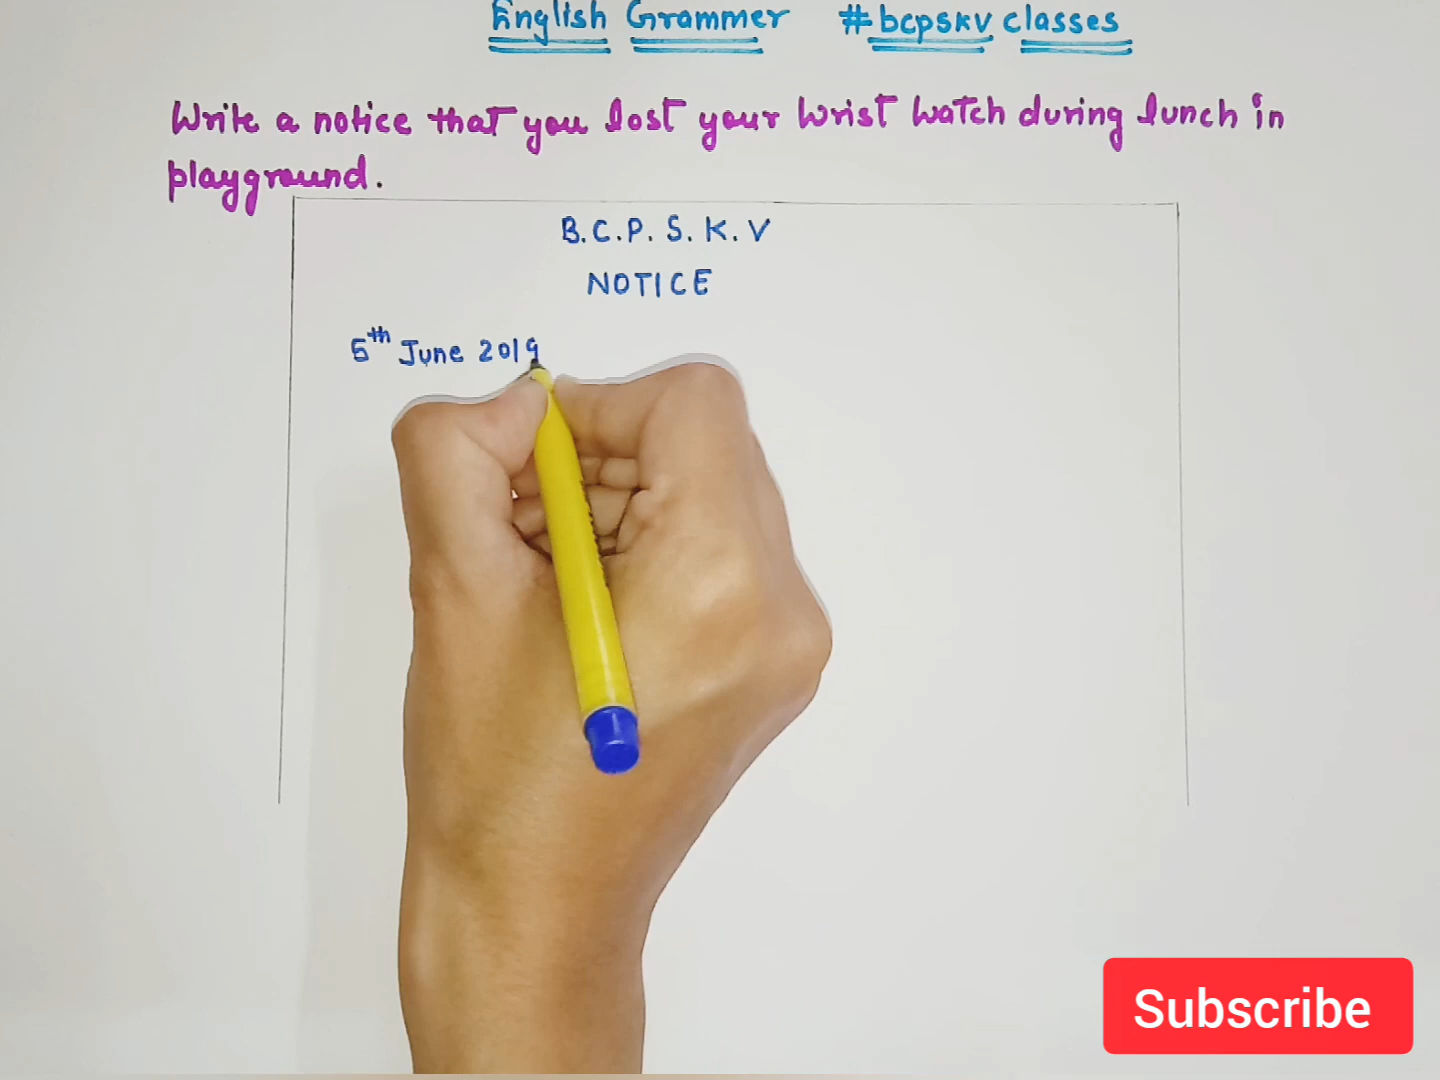 English Grammer #bcpskv classes
Write a notice that you lost your wrist watch during lunch in
playground.
B.C.P.S.K.V
NOTICE
5th June 2019
Subscribe